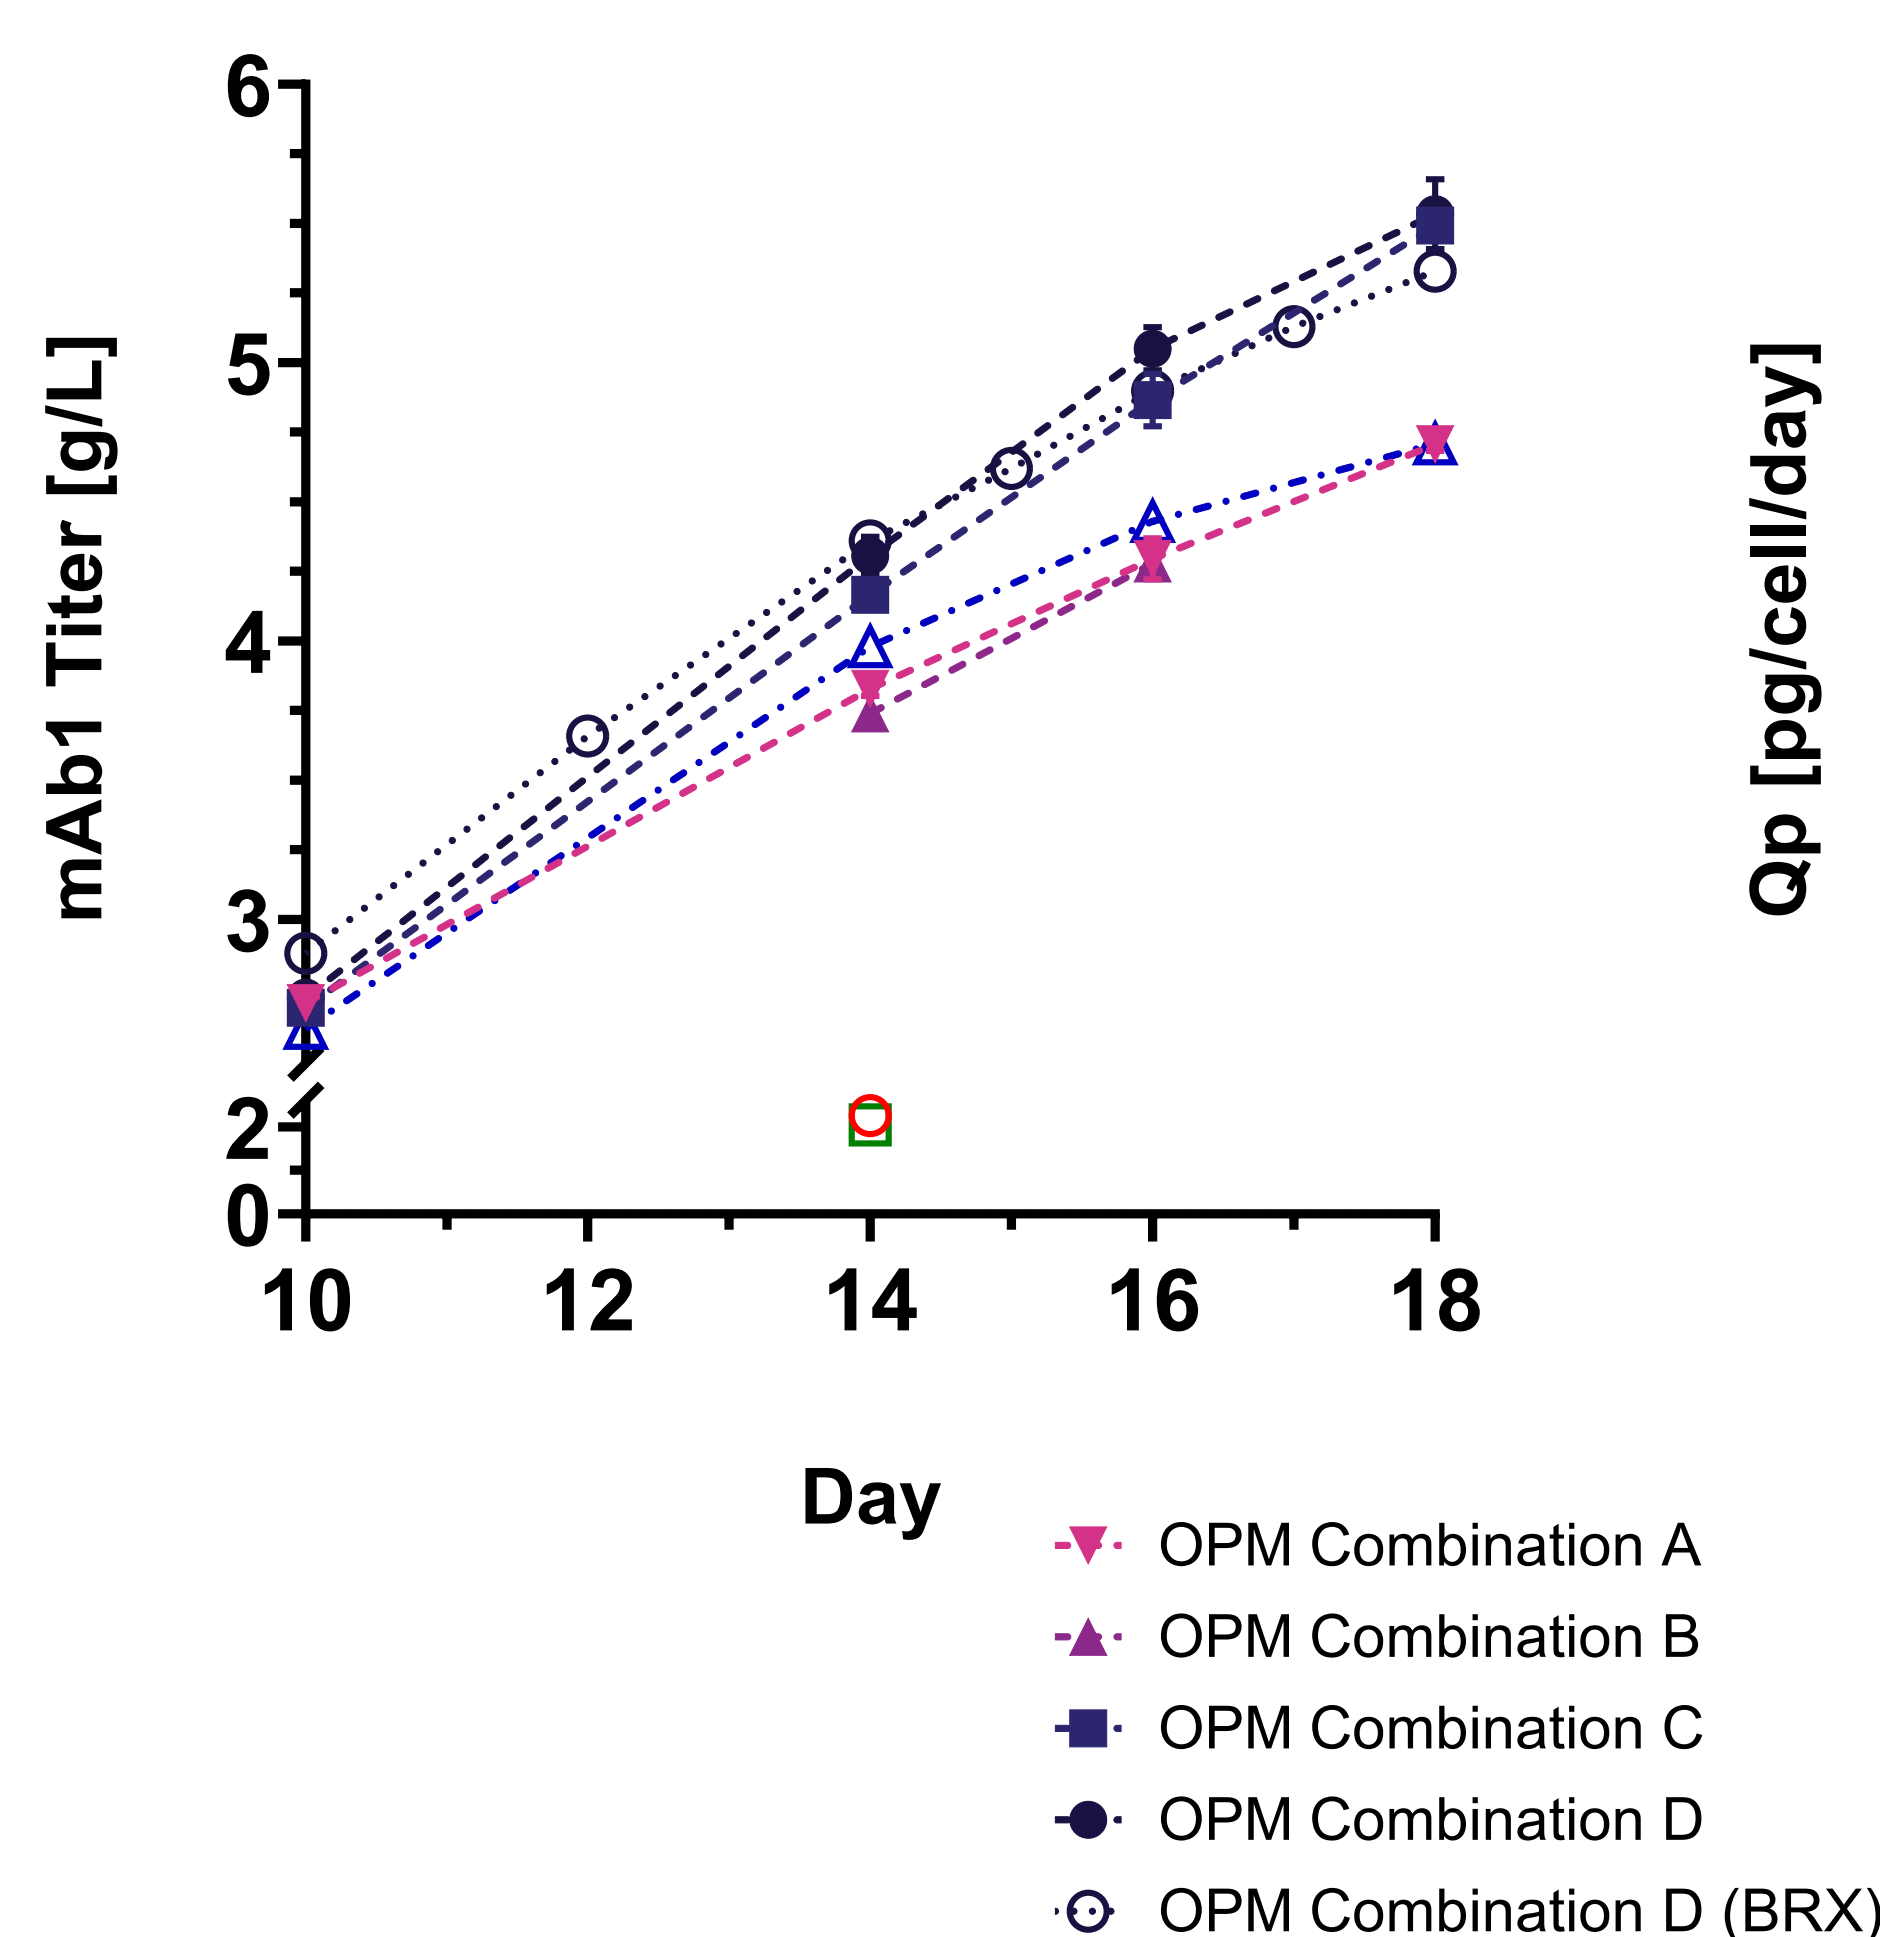 6
5
4
3
2
0
mAb1 Titer [g/L]
Qp [pg/cell/day]
10 12 14 16 18
Day
OPM Combination A
OPM Combination B
OPM Combination C
OPM Combination D
OPM Combination D (BRX)